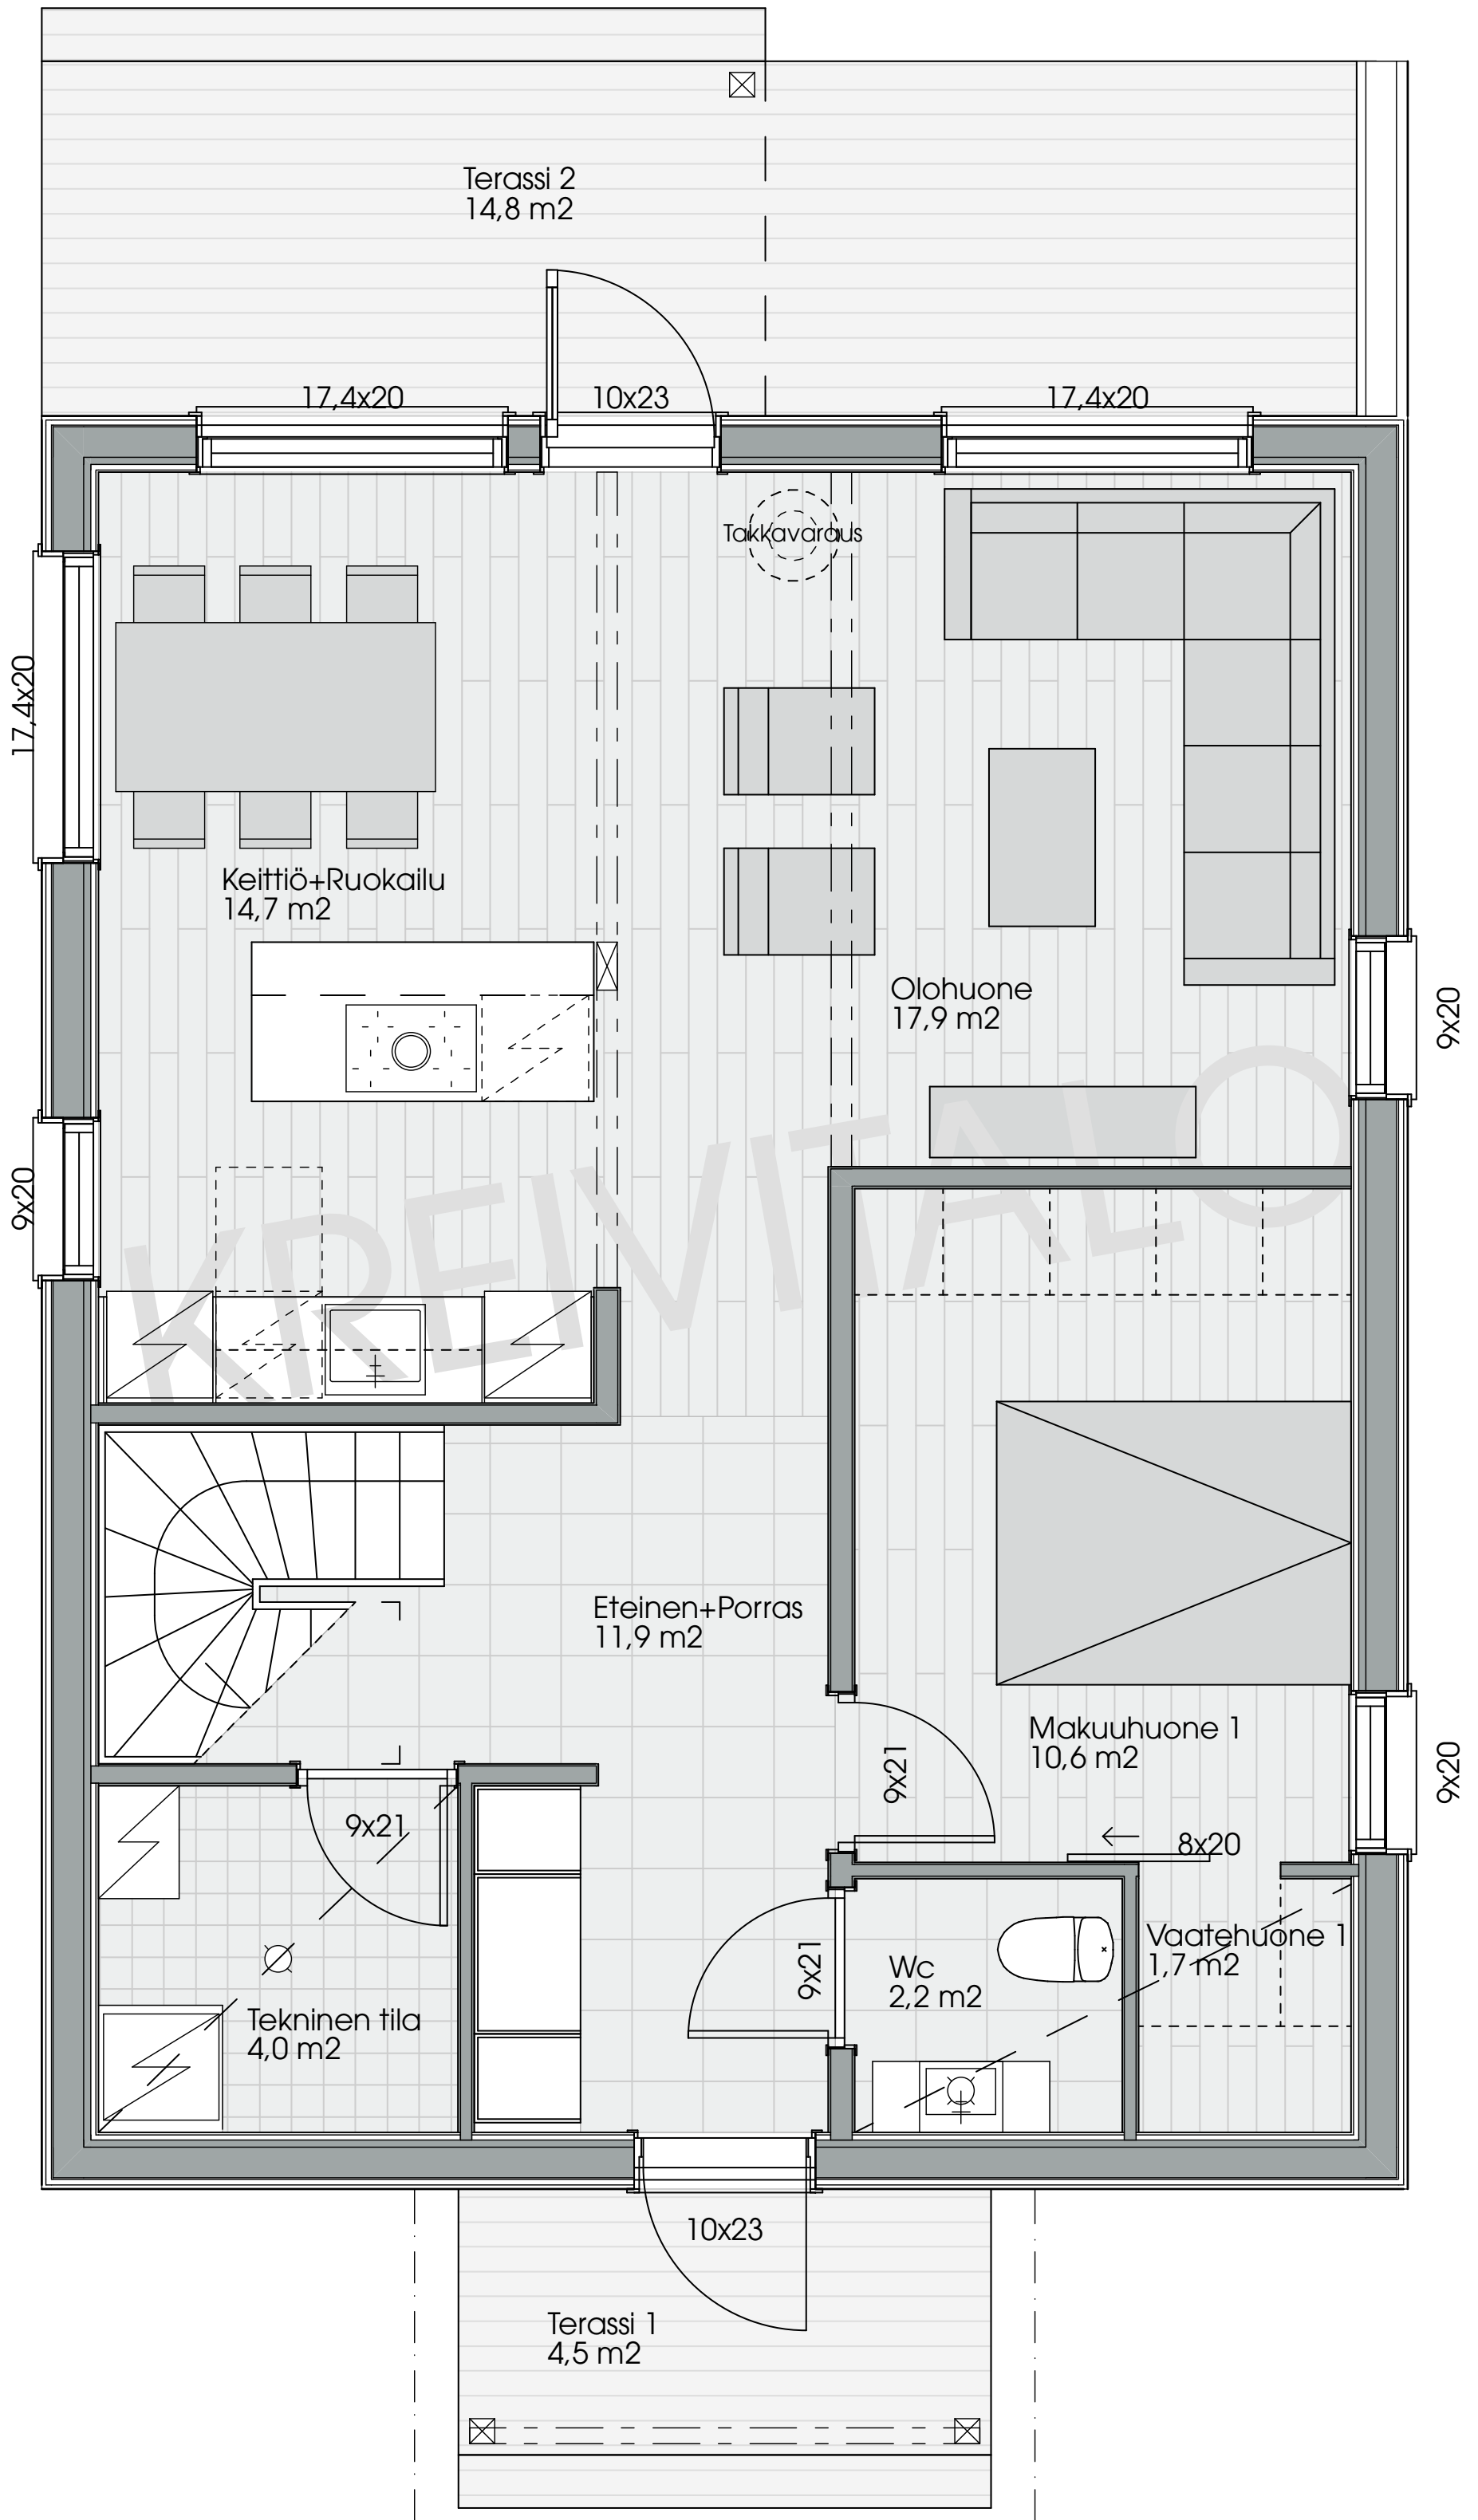 Terassi 2
14,8 m2
17,4x20
10x23
17,4x20
Takkavaraus
17,4x20
Keittiö+Ruokailu
14,7 m2
Olohuone
17,9 m2
9x20
9x20
KREIVITALO
Eteinen+Porras
11,9 m2
Makuuhuone 1
10,6 m2
9x21
9x20
9x21
8x20
Vaatehuone 1
1,7 m2
9x21
Wc
2,2 m2
Tekninen tila
4,0 m2
10x23
Terassi 1
4,5 m2